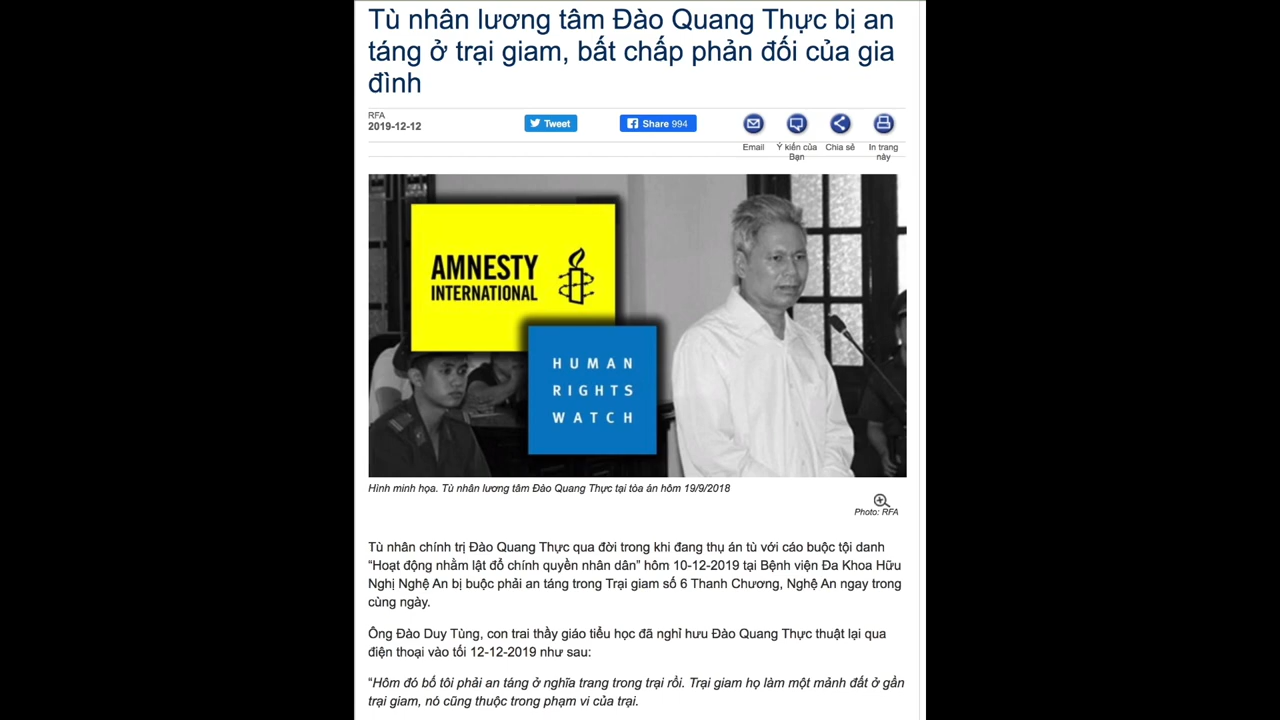 Tù nhân lương tâm Đào Quang Thực bị an
táng ở trại giam, bất chấp phản đối của gia
đình
RFA
2019-12-12
Tweet
Share 994
Email
Ý kiến của
Bạn
Chia sẻ
In trang
này
AMNESTY
INTERNATIONAL
HUMAN
RIGHTS
WATCH
Hình minh họa. Tù nhân lương tâm Đào Quang Thực tại tòa án hôm 19/9/2018
Photo: RFA
Tù nhân chính trị Đào Quang Thực qua đời trong khi đang thụ án tù với cáo buộc tội danh
“Hoạt động nhằm lật đổ chính quyền nhân dân” hôm 10-12-2019 tại Bệnh viện Đa Khoa Hữu
Nghị Nghệ An bị buộc phải an táng trong Trại giam số 6 Thanh Chương, Nghệ An ngay trong
cùng ngày.
Ông Đào Duy Tùng, con trai thầy giáo tiểu học đã nghỉ hưu Đào Quang Thực thuật lại qua
điện thoại vào tối 12-12-2019 như sau:
“Hôm đó bố tôi phải an táng ở nghĩa trang trong trại rồi. Trại giam họ làm một mảnh đất ở gần
trại giam, nó cũng thuộc trong phạm vi của trại.